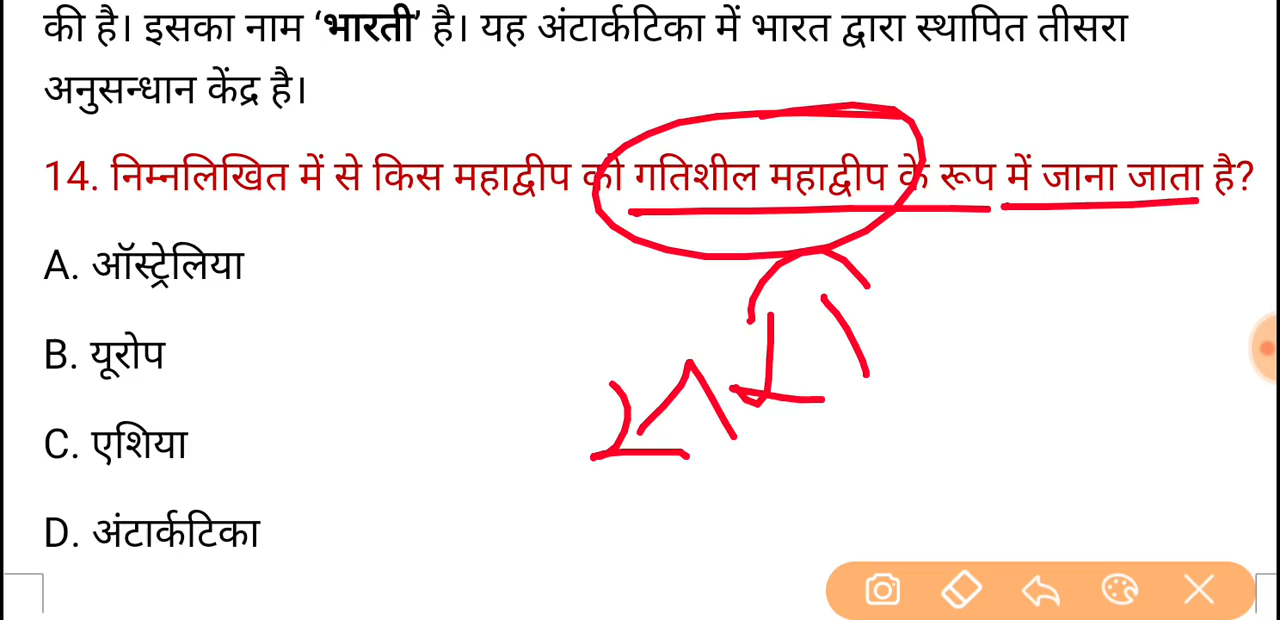 की है। इसका नाम ‘भारती’ है। यह अंटार्कटिका में भारत द्वारा स्थापित तीसरा
अनुसन्धान केंद्र है।
14. निम्नलिखित में से किस महाद्वीप को गतिशील महाद्वीप के रूप में जाना जाता है?
A. ऑस्ट्रेलिया
B. यूरोप
C. एशिया
D. अंटार्कटिका